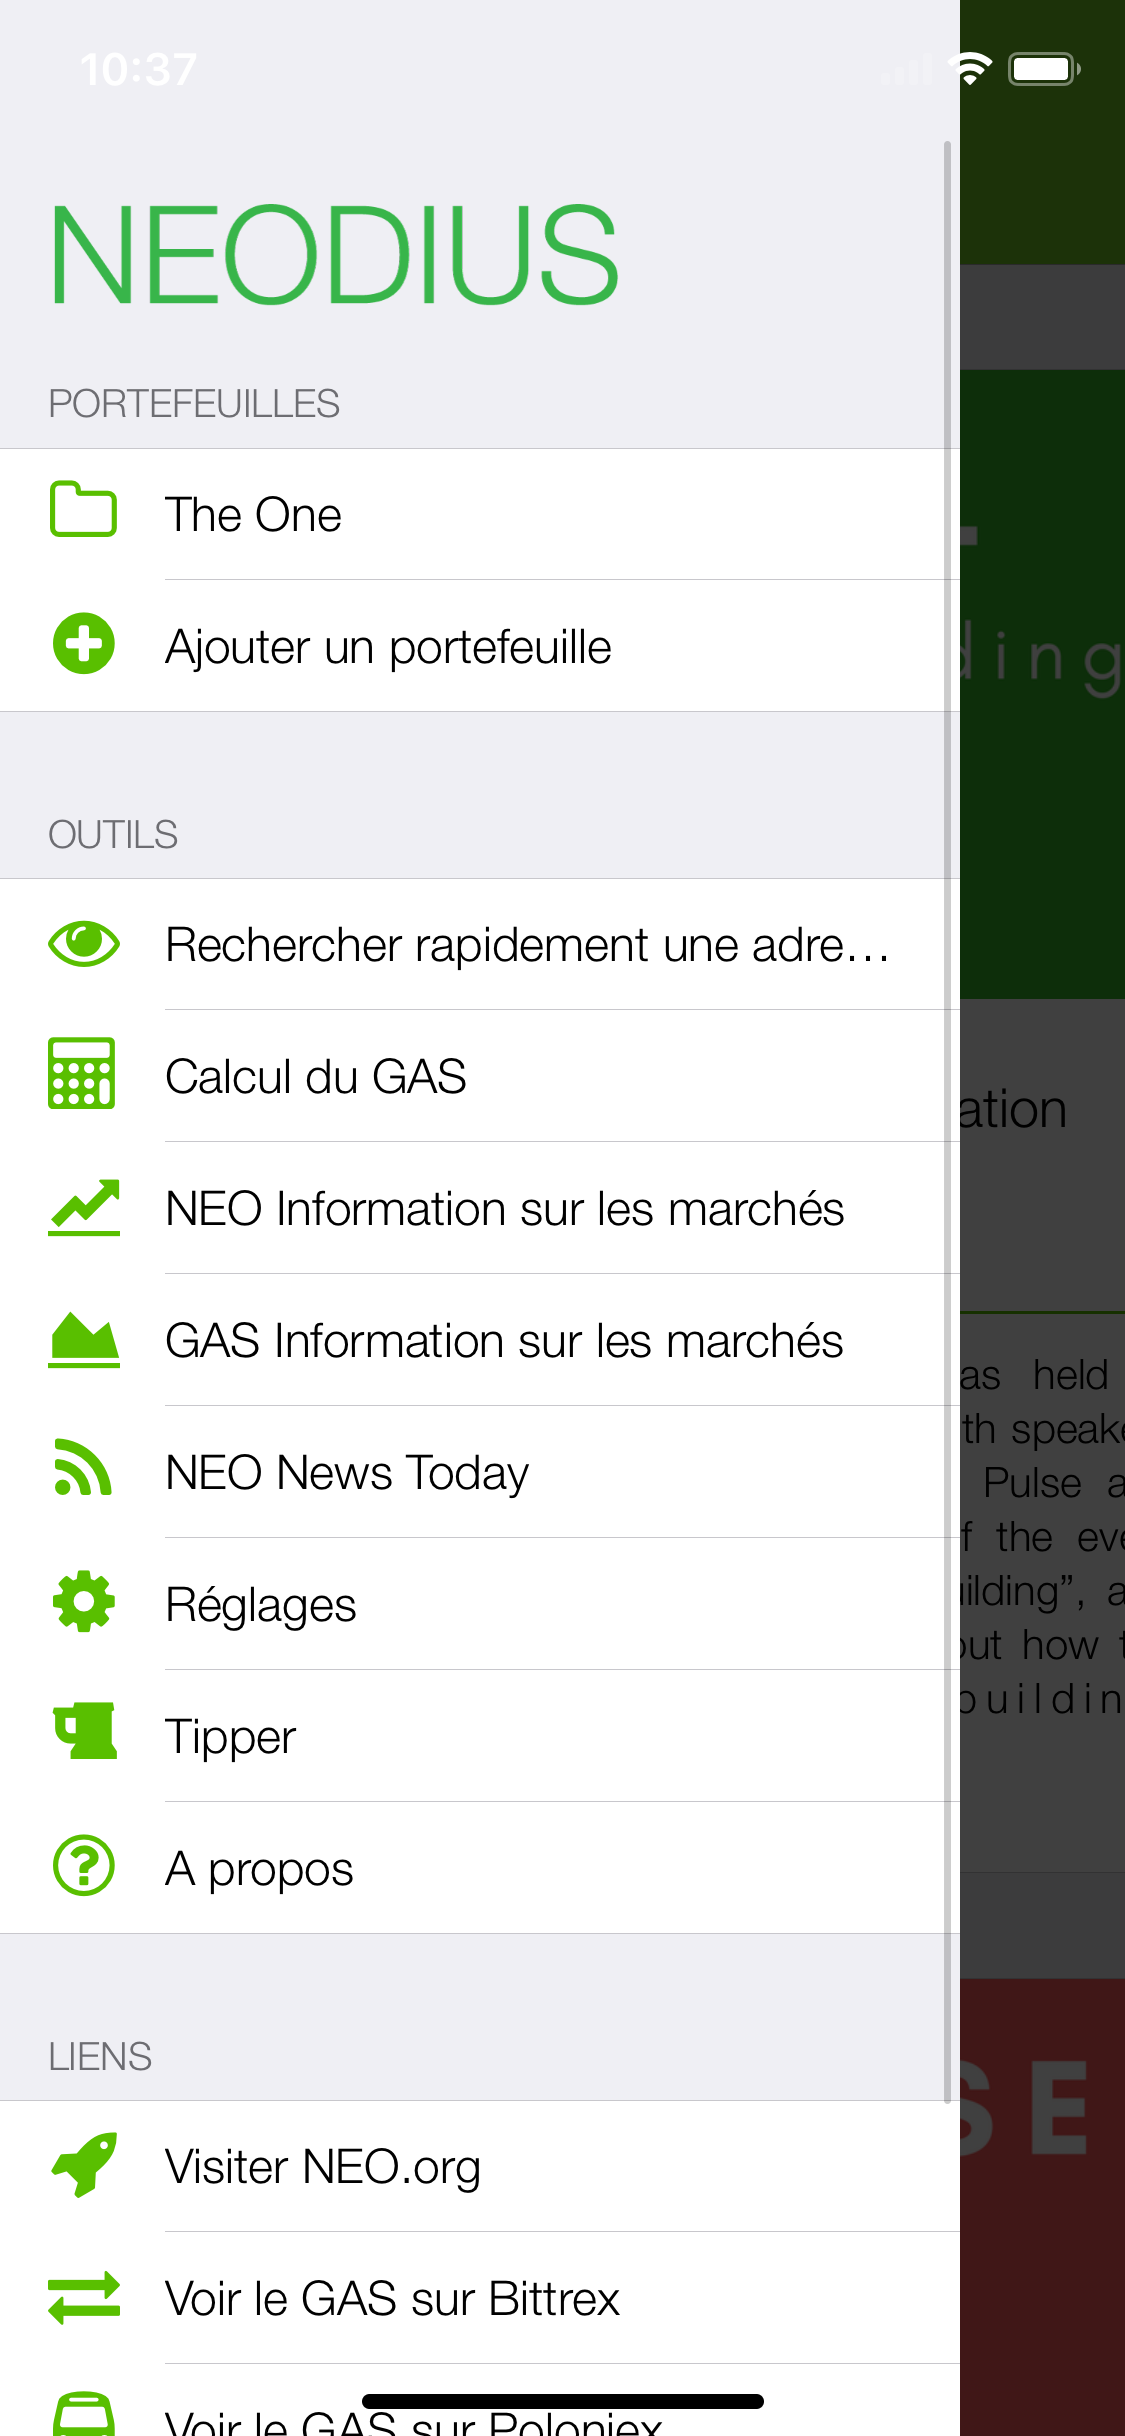 10:37
NEODIUS
PORTEFEUILLES
The One
Ajouter un portefeuille
ding
OUTILS
Rechercher rapidement une adre...
Calcul du GAS
ation
NEO Information sur les marchés
GAS Information sur les marchés
as held
th speake
NEO News Today
Pulse a
f the eve
Réglages
uilding”, a
out how t
buildin
Tipper
A propos
LIENS
SE
Visiter NEO.org
Voir le GAS sur Bittrex
Voir le GAS sur Poloniex